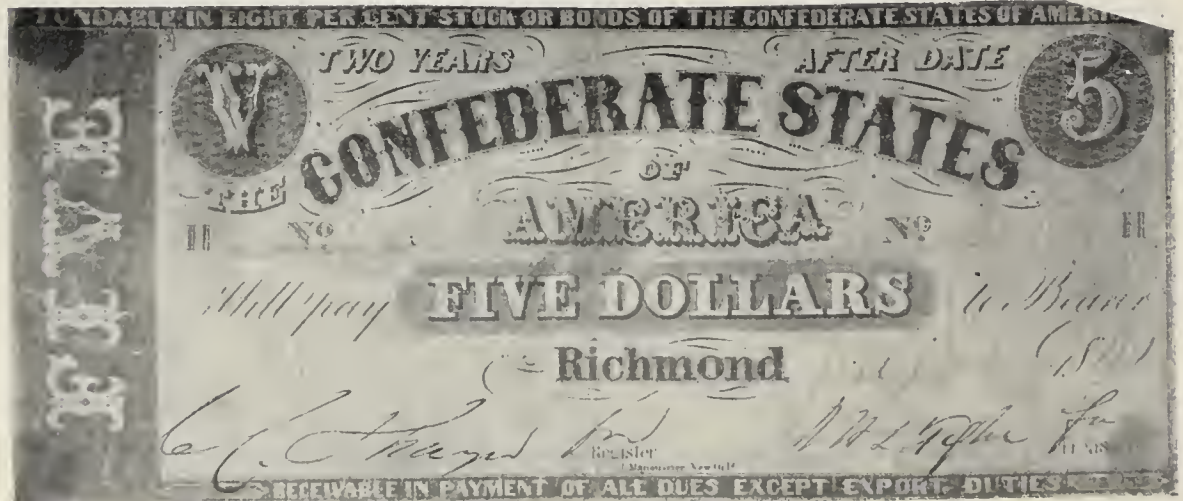 FUNDABLE IN EIGHT PER CENT STOCK OR BONDS OF THE CONFEDERATE STATES OF AMERICA
FIVE
V
TWO YEARS AFTER DATE
5
THE CONFEDERATE STATES
OF
AMERICA
H No No H
Will pay FIVE DOLLARS to Bearer
Richmond
Register
RECEIVABLE IN PAYMENT OF ALL DUES EXCEPT EXPORT DUTIES